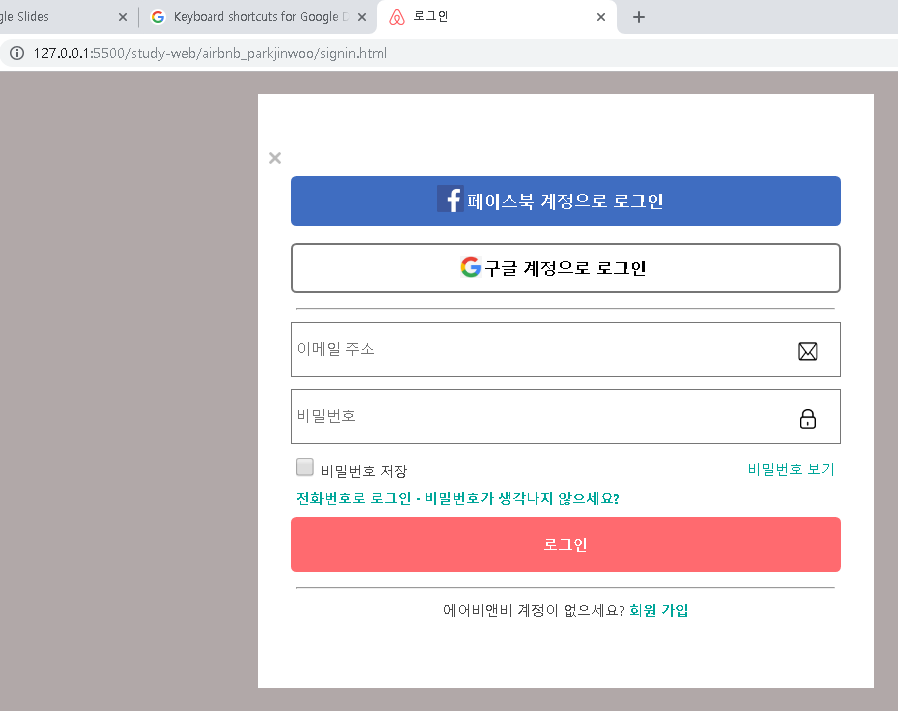 gle Slides
Keyboard shortcuts for Google
로그인
127.0.0.1:5500/study-web/airbnb_parkjinwoo/signin.html
페이스북 계정으로 로그인
구글 계정으로 로그인
이메일 주소
비밀번호
비밀번호 저장
비밀번호 보기
전화번호로 로그인 - 비밀번호가 생각나지 않으세요?
로그인
에어비앤비 계정이 없으세요? 회원 가입